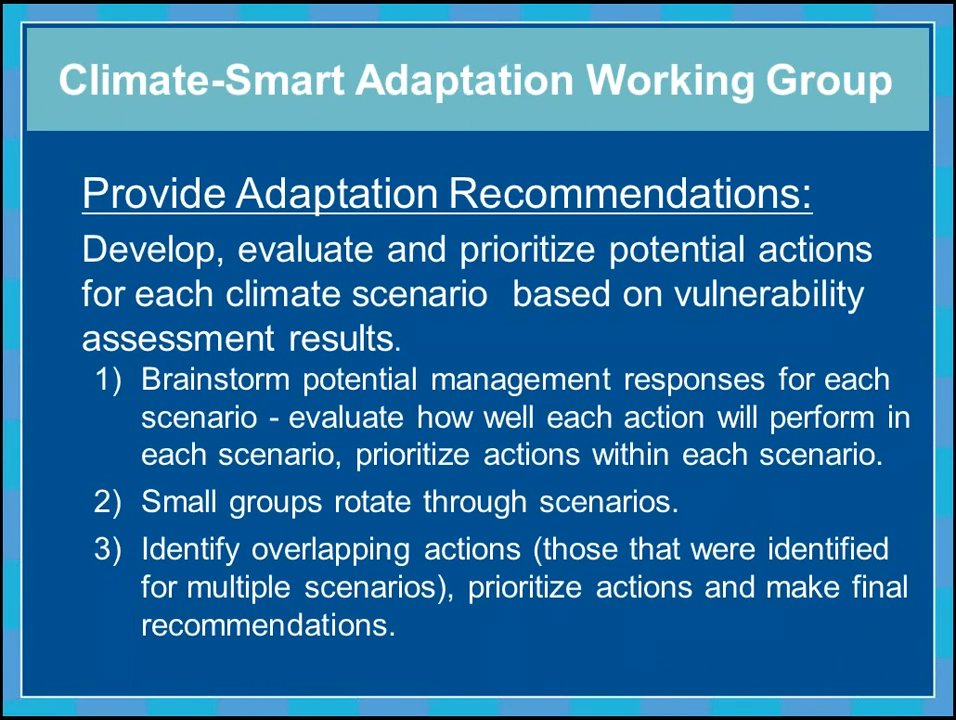 Climate-Smart Adaptation Working Group
Provide Adaptation Recommendations:
Develop, evaluate and prioritize potential actions
for each climate scenario based on vulnerability
assessment results.
1) Brainstorm potential management responses for each
scenario - evaluate how well each action will perform in
each scenario, prioritize actions within each scenario.
2) Small groups rotate through scenarios.
3) Identify overlapping actions (those that were identified
for multiple scenarios), prioritize actions and make final
recommendations.